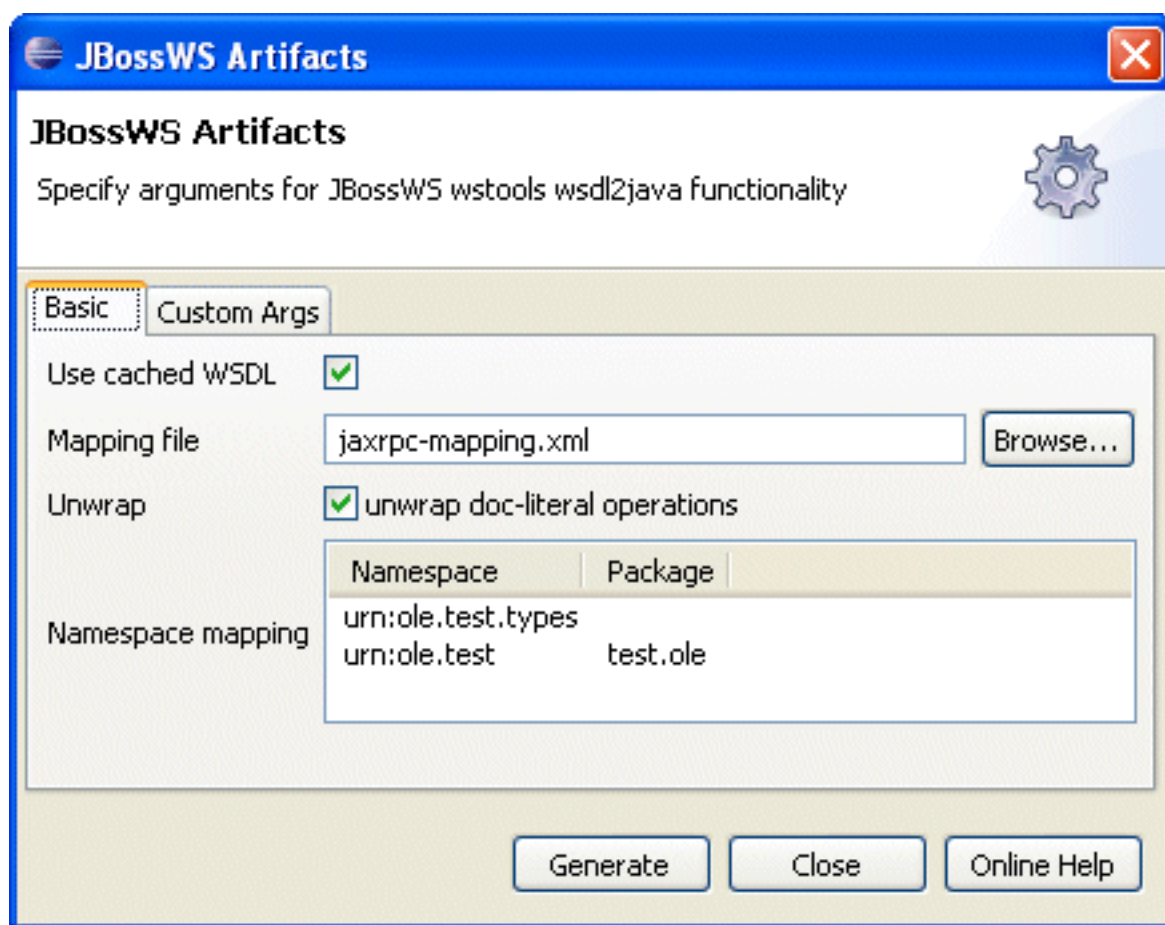 JBossWS Artifacts
JBossWS Artifacts
Specify arguments for JBossWS wstools wsdl2java functionality
Basic Custom Args
Use cached WSDL
Mapping file jaxrpc-mapping.xml Browse...
Unwrap unwrap doc-literal operations
Namespace Package
urn:ole.test.types
Namespace mapping
urn:ole.test test.ole
Generate Close Online Help